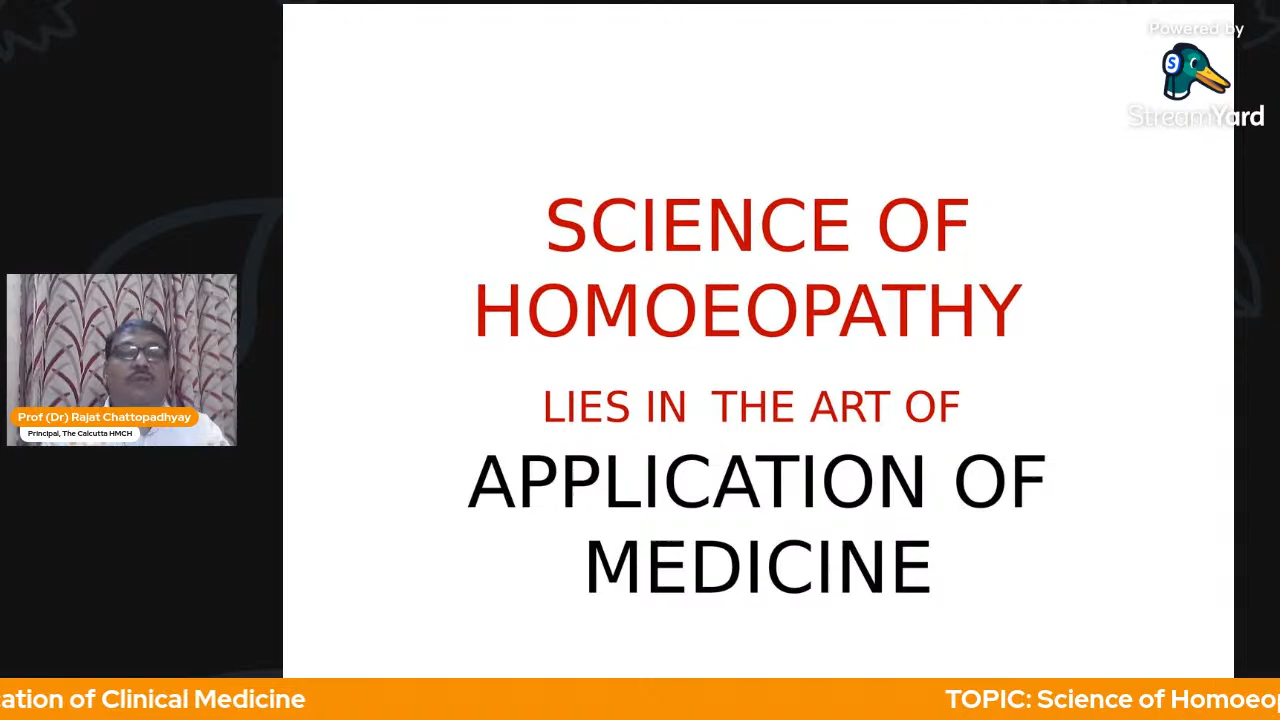 Powered by
StreamYard
SCIENCE OF
HOMOEOPATHY
LIES IN THE ART OF
APPLICATION OF
MEDICINE
Prof (Dr) Rajat Chattopadhyay
Principal, The Calcutta HMCH
ation of Clinical Medicine
TOPIC: Science of Homoeop